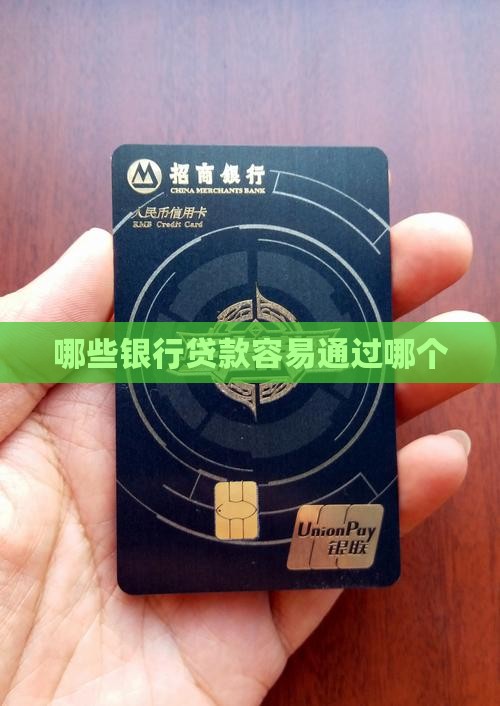 招商银行
CHINA MERCHANTS BANK
人民币信用卡
RMB Credit Card
哪些银行贷款容易通过哪个
UnionPay
银联